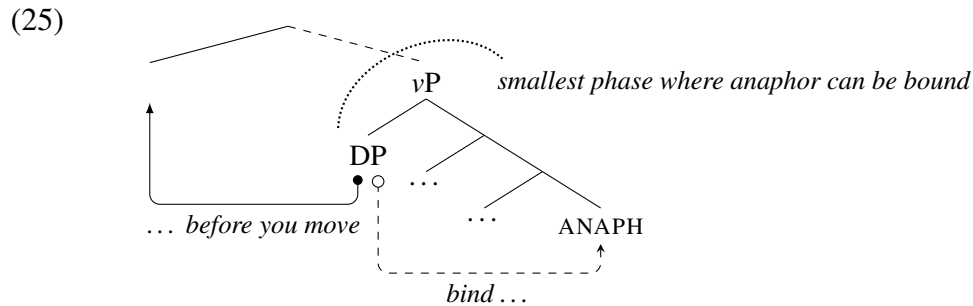 (25)
vP smallest phase where anaphor can be bound
DP
...
... before you move
...
ANAPH
bind ...